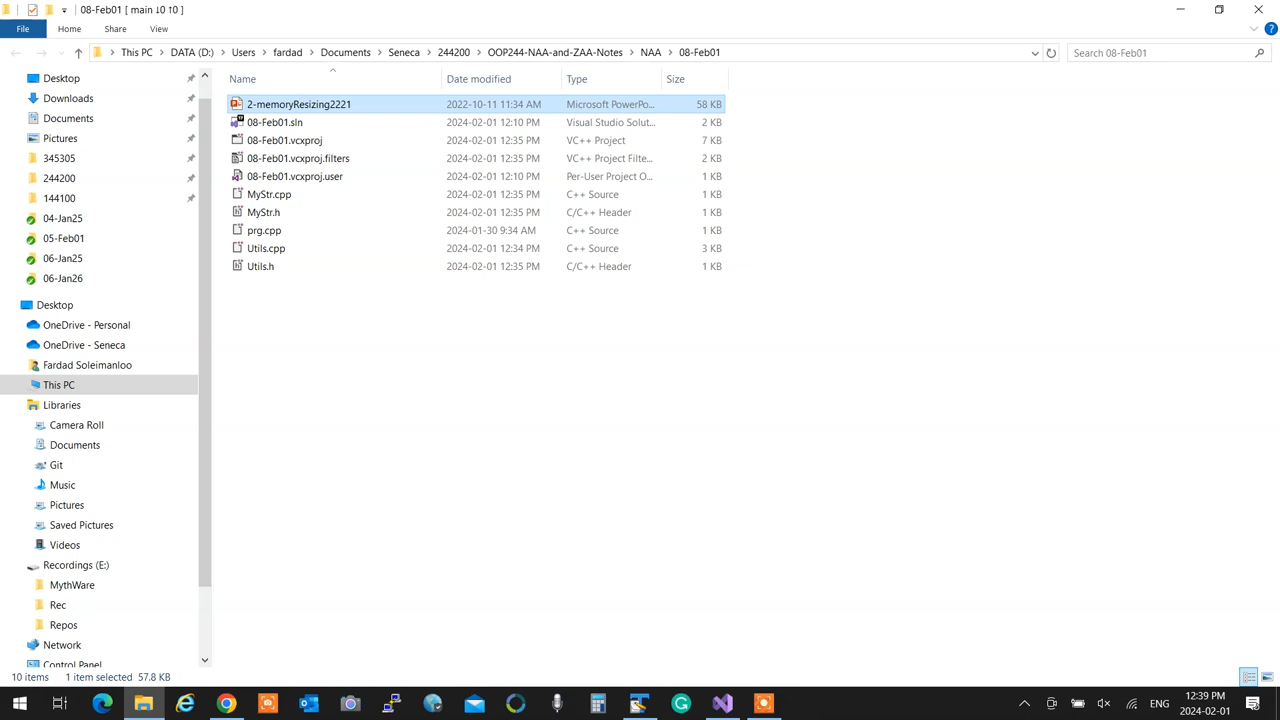 08-Feb01 [ main ↓0 ↑0 ]
File Home Share View
This PC > DATA (D:) > Users > fardad > Documents > Seneca > 244200 > OOP244-NAA-and-ZAA-Notes > NAA > 08-Feb01
Search 08-Feb01
Name Date modified Type Size
2-memoryResizing2221 2022-10-11 11:34 AM Microsoft PowerPo... 58 KB
08-Feb01.sln 2024-02-01 12:10 PM Visual Studio Solut... 2 KB
08-Feb01.vcxproj 2024-02-01 12:35 PM VC++ Project 7 KB
08-Feb01.vcxproj.filters 2024-02-01 12:35 PM VC++ Project Filte... 2 KB
08-Feb01.vcxproj.user 2024-02-01 12:10 PM Per-User Project O... 1 KB
MyStr.cpp 2024-02-01 12:35 PM C++ Source 1 KB
MyStr.h 2024-02-01 12:35 PM C/C++ Header 1 KB
prg.cpp 2024-01-30 9:34 AM C++ Source 1 KB
Utils.cpp 2024-02-01 12:34 PM C++ Source 3 KB
Utils.h 2024-02-01 12:35 PM C/C++ Header 1 KB
Desktop
Downloads
Documents
Pictures
345305
244200
144100
04-Jan25
05-Feb01
06-Jan25
06-Jan26
Desktop
OneDrive - Personal
OneDrive - Seneca
Fardad Soleimanloo
This PC
Libraries
Camera Roll
Documents
Git
Music
Pictures
Saved Pictures
Videos
Recordings (E:)
MythWare
Rec
Repos
Network
Control Panel
10 items 1 item selected 57.8 KB
ENG
12:39 PM
2024-02-01